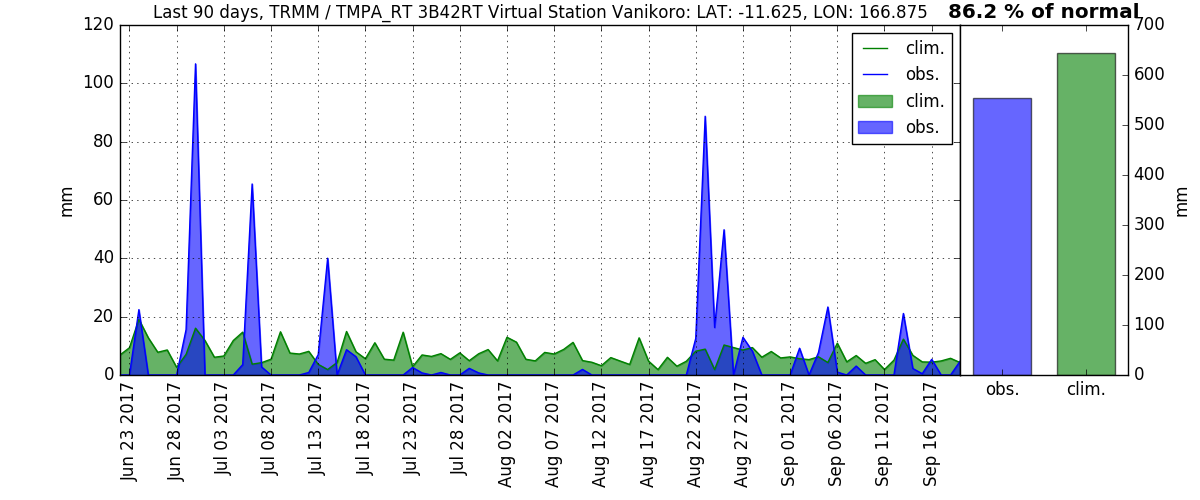 Last 90 days, TRMM / TMPA_RT 3B42RT Virtual Station Vanikoro: LAT: -11.625, LON: 166.875
86.2 % of normal
120
100
80
60
40
20
0
mm
clim.
obs.
clim.
obs.
700
600
500
400
300
200
100
0
mm
Jun 23 2017
Jun 28 2017
Jul 03 2017
Jul 08 2017
Jul 13 2017
Jul 18 2017
Jul 23 2017
Jul 28 2017
Aug 02 2017
Aug 07 2017
Aug 12 2017
Aug 17 2017
Aug 22 2017
Aug 27 2017
Sep 01 2017
Sep 06 2017
Sep 11 2017
Sep 16 2017
obs.
clim.